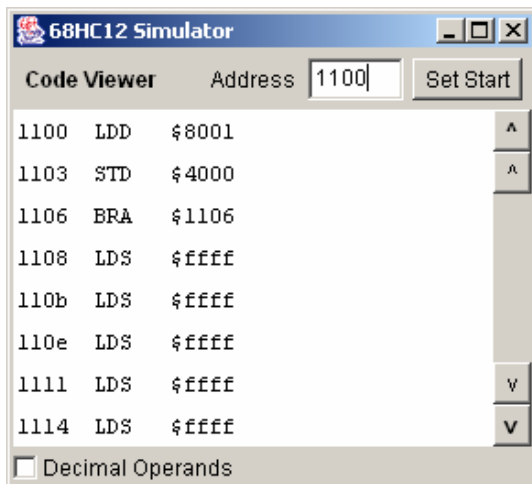 68HC12 Simulator
Code Viewer Address 1100 Set Start
1100 LDD $8001
1103 STD $4000
1106 BRA $1106
1108 LDS $ffff
110b LDS $ffff
110e LDS $ffff
1111 LDS $ffff
1114 LDS $ffff
Decimal Operands